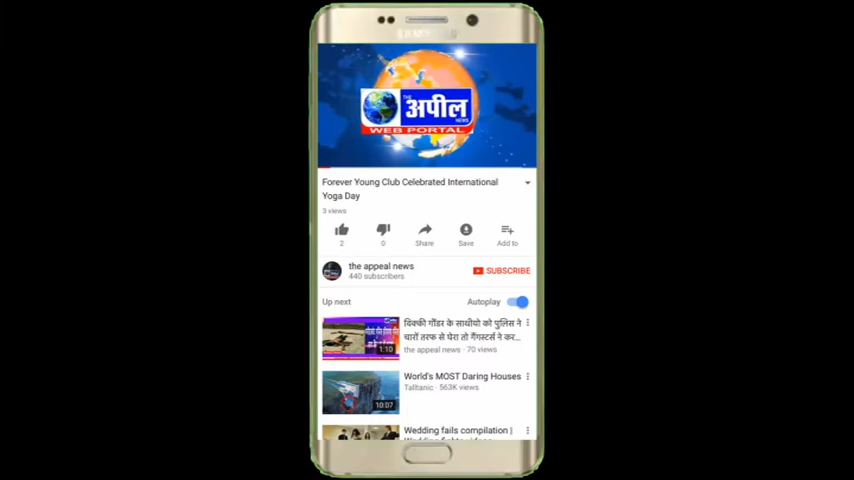 SAMSUNG
THE
अपील
NEWS
WEB PORTAL
Forever Young Club Celebrated International
Yoga Day
3 views
2
0
Share
Save
Add to
the appeal news
440 subscribers
SUBSCRIBE
Up next
Autoplay
विक्की गौंडर के साथीयो को पुलिस ने
चारों तरफ से घेरा तो गैंगस्टर्स ने कर...
the appeal news · 70 views
1:10
World's MOST Daring Houses
Talltanic · 563K views
10:07
Wedding fails compilation |